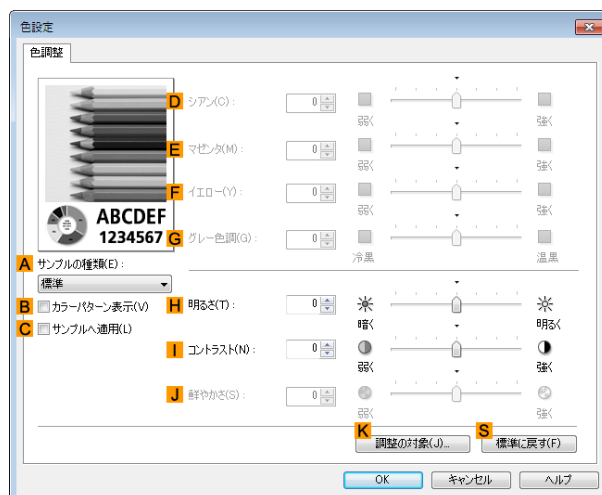 色設定
色調整
ABCDEF
1234567
D シアン(C) : 0
弱く 強く
E マゼンタ(M) : 0
弱く 強く
F イエロー(Y) : 0
弱く 強く
G グレー色調(G) : 0
冷黒 温黒
A サンプルの種類(E) :
標準
B カラーパターン表示(V)
C サンプルへ適用(L)
H 明るさ(T) : 0
暗く 明るく
I コントラスト(N) : 0
弱く 強く
J 鮮やかさ(S) : 0
弱く 強く
K 調整の対象(J)...
S 標準に戻す(F)
OK キャンセル ヘルプ